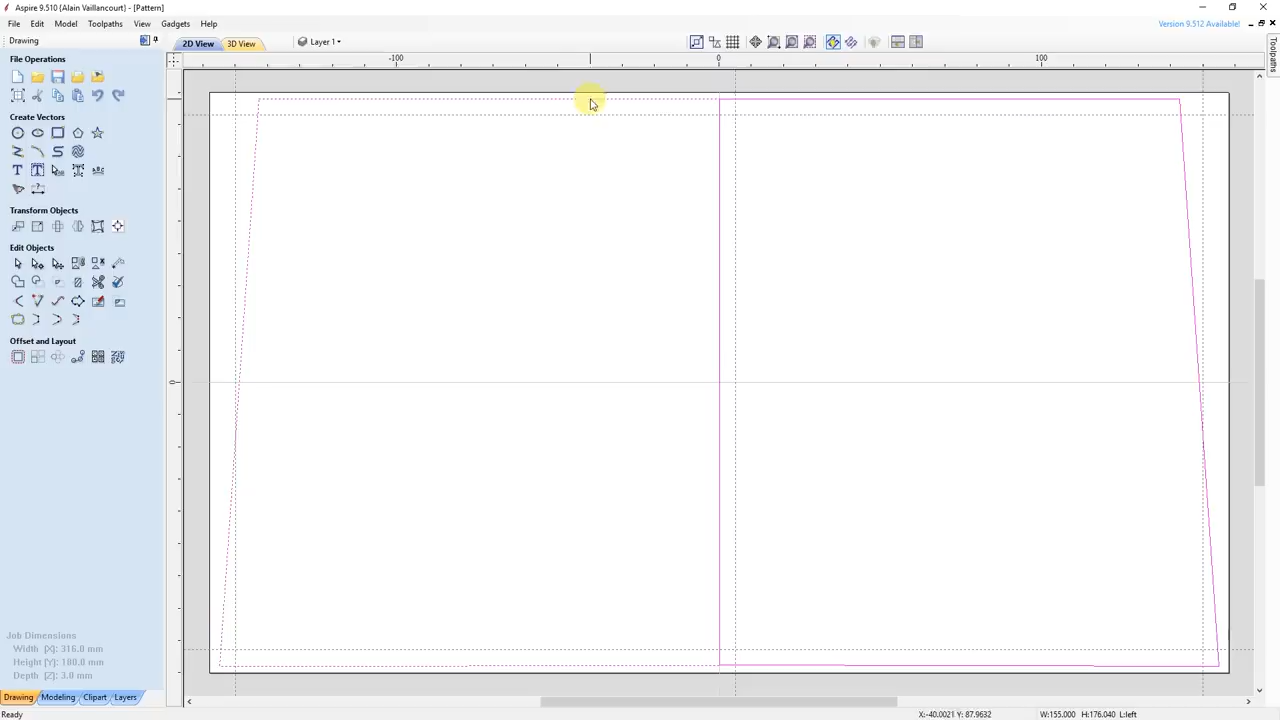 Aspire 9.510 (Alain Vaillancourt) - [Pattern]
File Edit Model Toolpaths View Gadgets Help
Version 9.512 Available!
Drawing
2D View 3D View Layer 1
Toolpaths
-100 0 100
File Operations
Create Vectors
Transform Objects
Edit Objects
0
Offset and Layout
Job Dimensions
Width [X]: 316.0 mm
Height [Y]: 180.0 mm
Depth [Z]: 3.0 mm
Drawing Modeling Clipart Layers
Ready X:-40.0021 Y: 87.9632 W:155.000 H:176.040 L:left